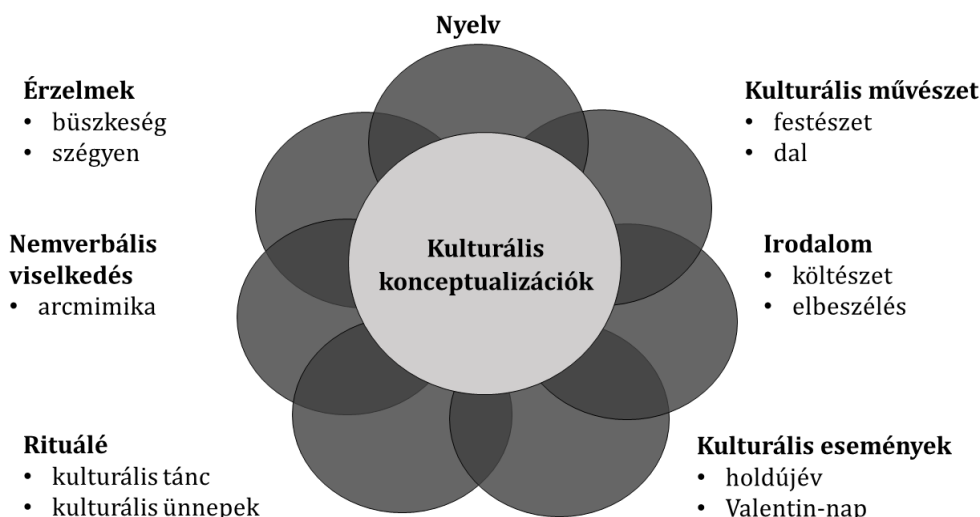 Nyelv
Érzelmek
• büszkeség
• szégyen
Kulturális művészet
• festészet
• dal
Nemverbális
viselkedés
• arcmimika
Kulturális
konceptualizációk
Irodalom
• költészet
• elbeszélés
Rituálé
• kulturális tánc
• kulturális ünnepek
Kulturális események
• holdújév
• Valentin-nap